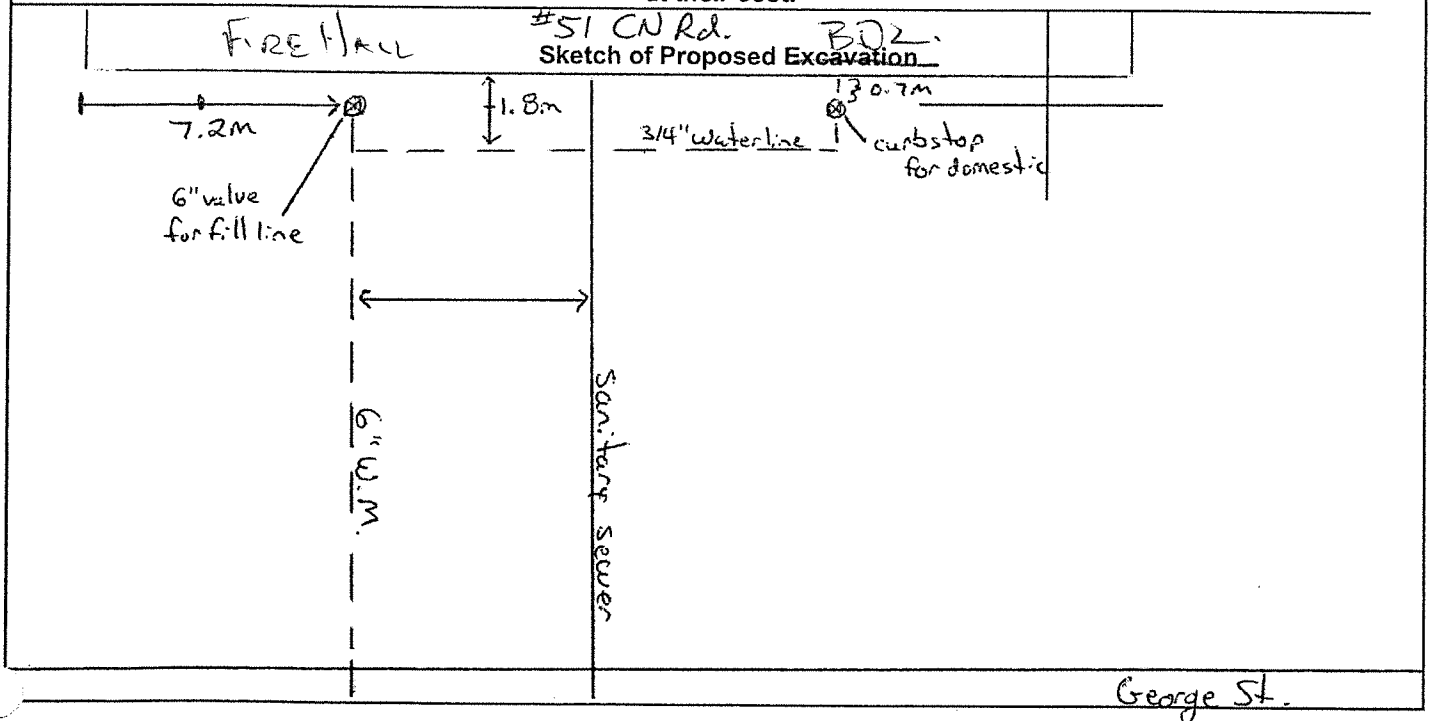 #51 CN Rd.
FIRE HALL
BD2.
Sketch of Proposed Excavation
7.2m
1.8m
0.7m
3/4" waterline
curbstop
for domestic
6" valve
for fill line
6" W.M.
Sanitary sewer
George St.